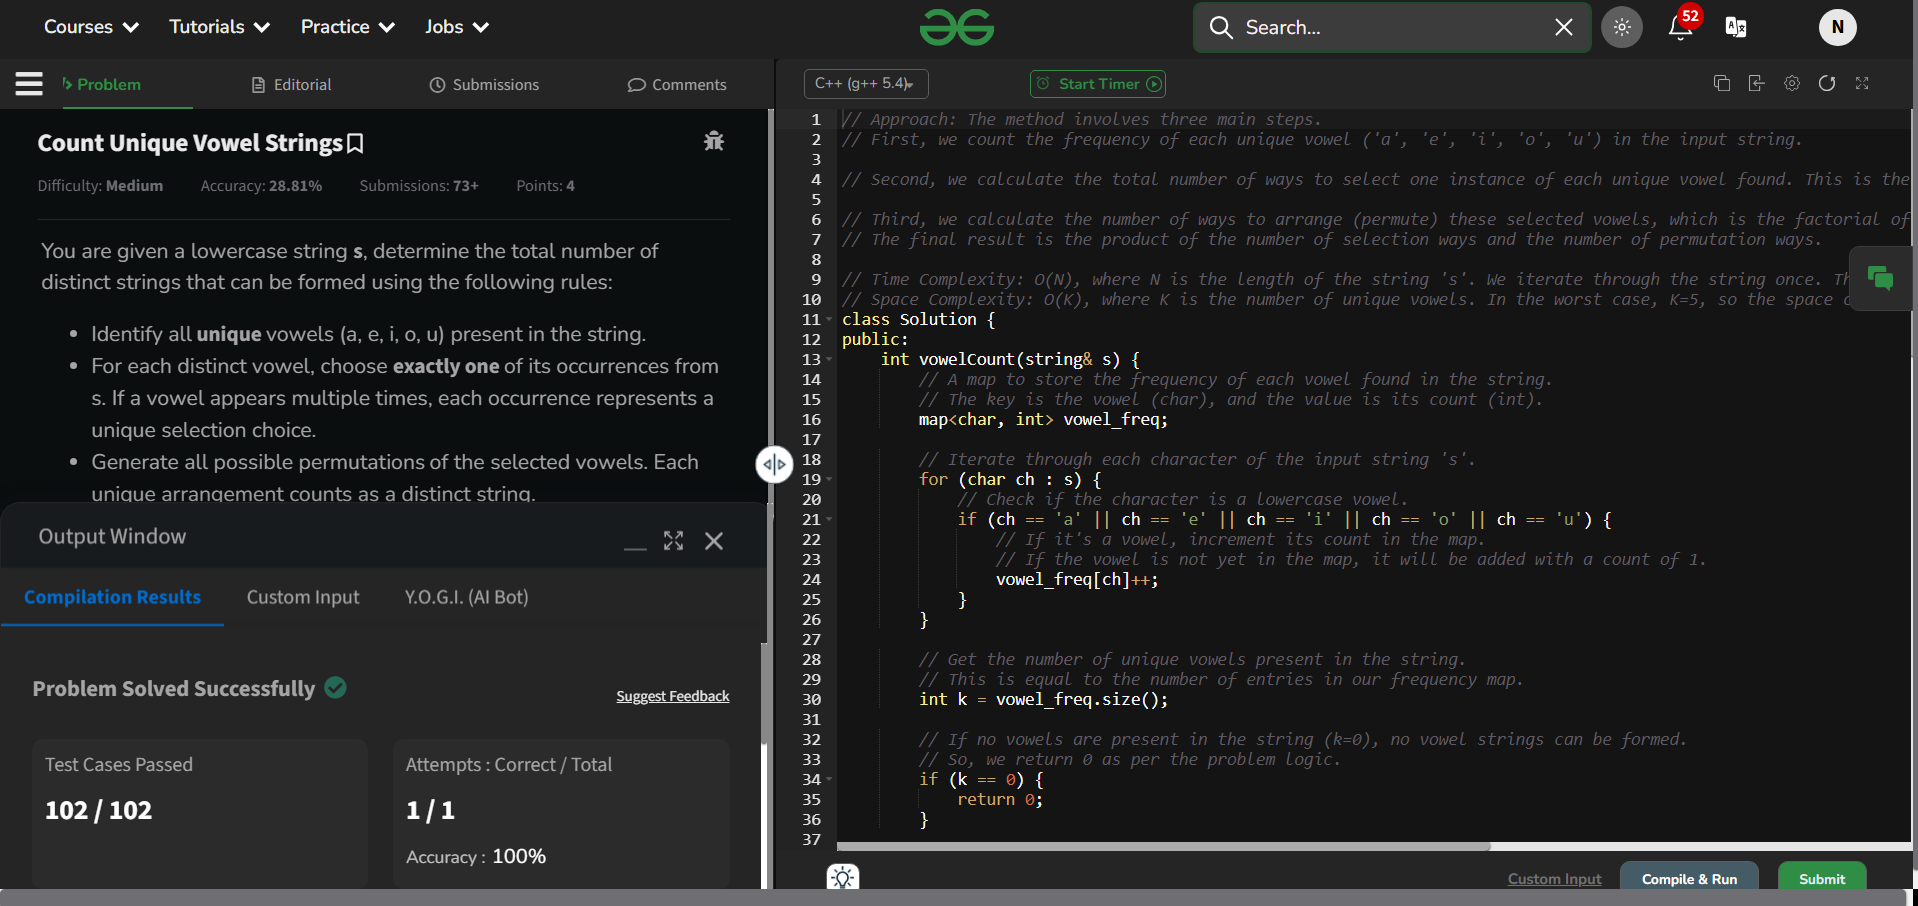 Courses Tutorials Practice Jobs Search... 52 N
Problem Editorial Submissions Comments
Count Unique Vowel Strings
Difficulty: Medium Accuracy: 28.81% Submissions: 73+ Points: 4
You are given a lowercase string s, determine the total number of
distinct strings that can be formed using the following rules:
Identify all unique vowels (a, e, i, o, u) present in the string.
For each distinct vowel, choose exactly one of its occurrences from
s. If a vowel appears multiple times, each occurrence represents a
unique selection choice.
Generate all possible permutations of the selected vowels. Each
unique arrangement counts as a distinct string.
Output Window
Compilation Results Custom Input Y.O.G.I. (AI Bot)
Problem Solved Successfully
Suggest Feedback
Test Cases Passed
102 / 102
Attempts : Correct / Total
1 / 1
Accuracy : 100%
C++ (g++ 5.4) Start Timer
1 // Approach: The method involves three main steps.
2 // First, we count the frequency of each unique vowel ('a', 'e', 'i', 'o', 'u') in the input string.
3
4 // Second, we calculate the total number of ways to select one instance of each unique vowel found. This is the
5
6 // Third, we calculate the number of ways to arrange (permute) these selected vowels, which is the factorial of
7 // The final result is the product of the number of selection ways and the number of permutation ways.
8
9 // Time Complexity: O(N), where N is the length of the string 's'. We iterate through the string once.
10 // Space Complexity: O(K), where K is the number of unique vowels. In the worst case, K=5, so the space
11 class Solution {
12 public:
13 int vowelCount(string& s) {
14 // A map to store the frequency of each vowel found in the string.
15 // The key is the vowel (char), and the value is its count (int).
16 map<char, int> vowel_freq;
17
18 // Iterate through each character of the input string 's'.
19 for (char ch : s) {
20 // Check if the character is a lowercase vowel.
21 if (ch == 'a' || ch == 'e' || ch == 'i' || ch == 'o' || ch == 'u') {
22 // If it's a vowel, increment its count in the map.
23 // If the vowel is not yet in the map, it will be added with a count of 1.
24 vowel_freq[ch]++;
25 }
26 }
27
28 // Get the number of unique vowels present in the string.
29 // This is equal to the number of entries in our frequency map.
30 int k = vowel_freq.size();
31
32 // If no vowels are present in the string (k=0), no vowel strings can be formed.
33 // So, we return 0 as per the problem logic.
34 if (k == 0) {
35 return 0;
36 }
37
Custom Input Compile & Run Submit